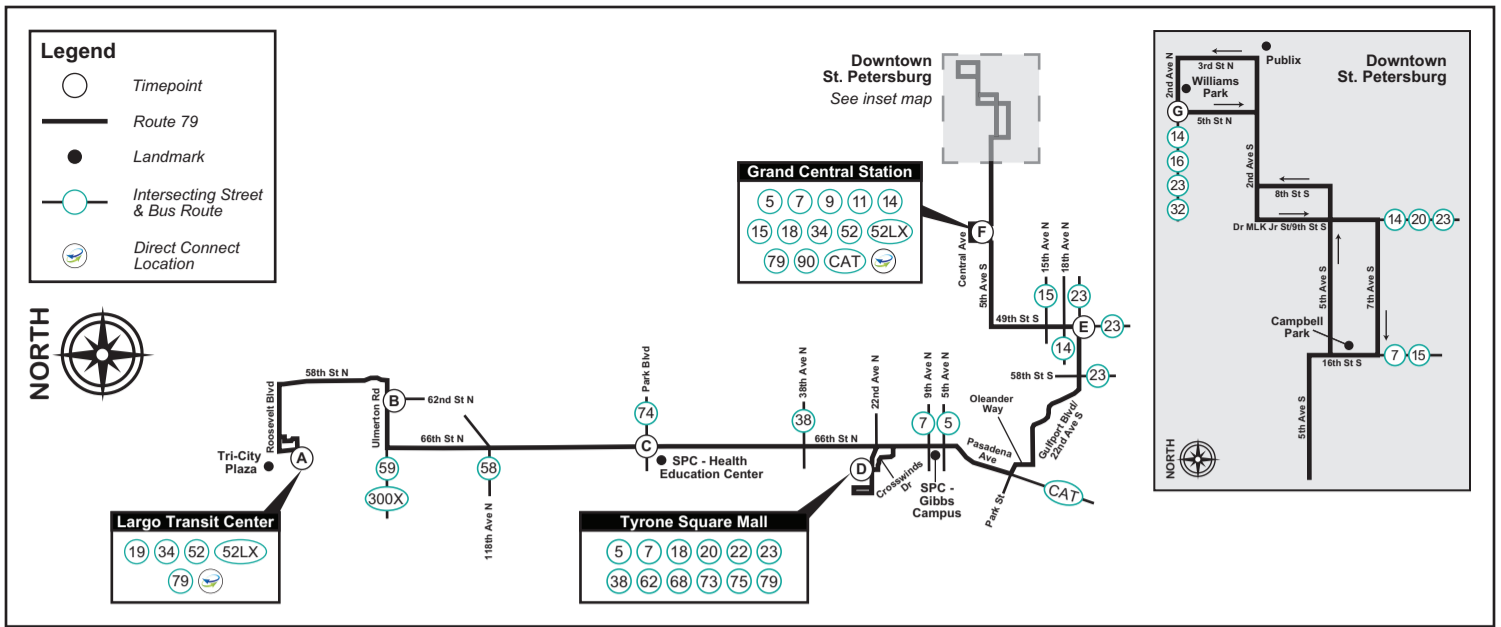 Legend
Timepoint
Route 79
Landmark
Intersecting Street
& Bus Route
Direct Connect
Location
NORTH
Roosevelt Blvd
58th St N
Ulmerton Rd
B
62nd St N
66th St N
A
Tri-City
Plaza
59
300X
58
118th Ave N
Largo Transit Center
19 34 52 52LX
79
Park Blvd
74
C
SPC - Health
Education Center
38th Ave N
38
66th St N
22nd Ave N
D
Crosswinds
Dr
Tyrone Square Mall
5 7 18 20 22 23
38 62 68 73 75 79
9th Ave N
5th Ave N
7
5
SPC -
Gibbs
Campus
Pasadena
Ave
Oleander
Way
Park St
CAT
Gulfport Blvd/
22nd Ave S
58th St S
23
E
23
23
15th Ave N
18th Ave N
15
14
49th St S
5th Ave S
Central Ave
F
Grand Central Station
5 7 9 11 14
15 18 34 52 52LX
79 90 CAT
Downtown
St. Petersburg
See inset map
Downtown
St. Petersburg
Publix
3rd St N
2nd Ave N
Williams
Park
G
5th St N
14
16
23
32
2nd Ave S
8th St S
Dr MLK Jr St/9th St S
14 20 23
5th Ave S
7th Ave S
Campbell
Park
16th St S
7 15
5th Ave S
NORTH